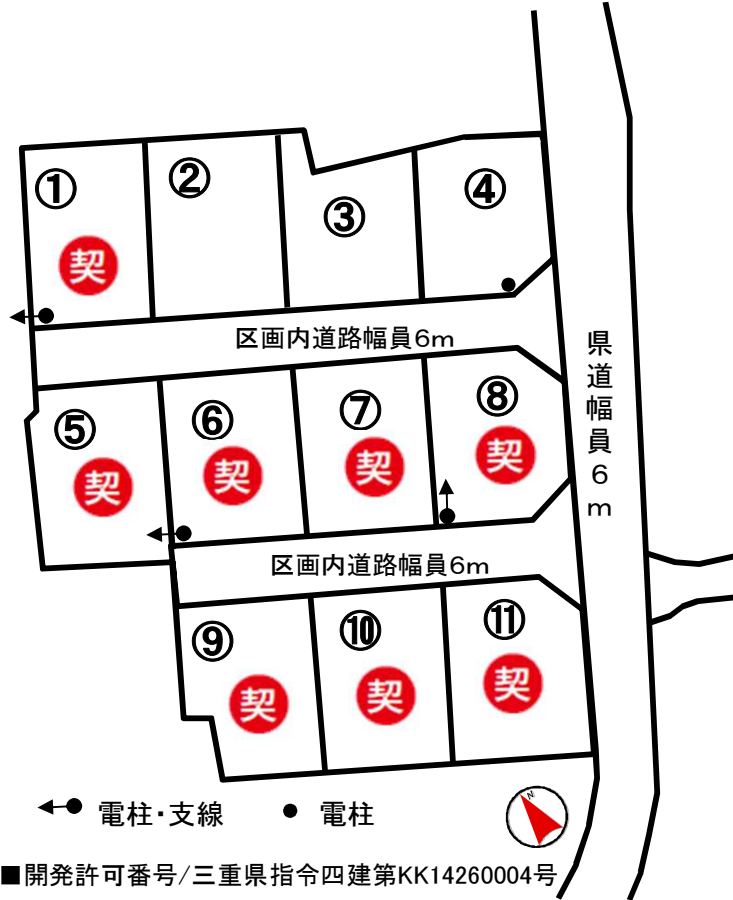 ①
②
③
④
契
区画内道路幅員6m
県道幅員6m
⑤
⑥
⑦
⑧
契
契
契
契
区画内道路幅員6m
⑨
⑩
⑪
契
契
契
電柱・支線
電柱
N
■開発許可番号/三重県指令四建第KK14260004号